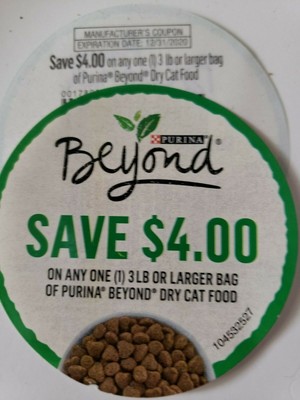 MANUFACTURER'S COUPON
EXPIRATION DATE: 12/31/2020
Save $4.00 on any one (1) 3 lb or larger bag
of Purina® Beyond® Dry Cat Food
PURINA®
Beyond®
SAVE $4.00
ON ANY ONE (1) 3 LB OR LARGER BAG
OF PURINA® BEYOND® DRY CAT FOOD
104532527